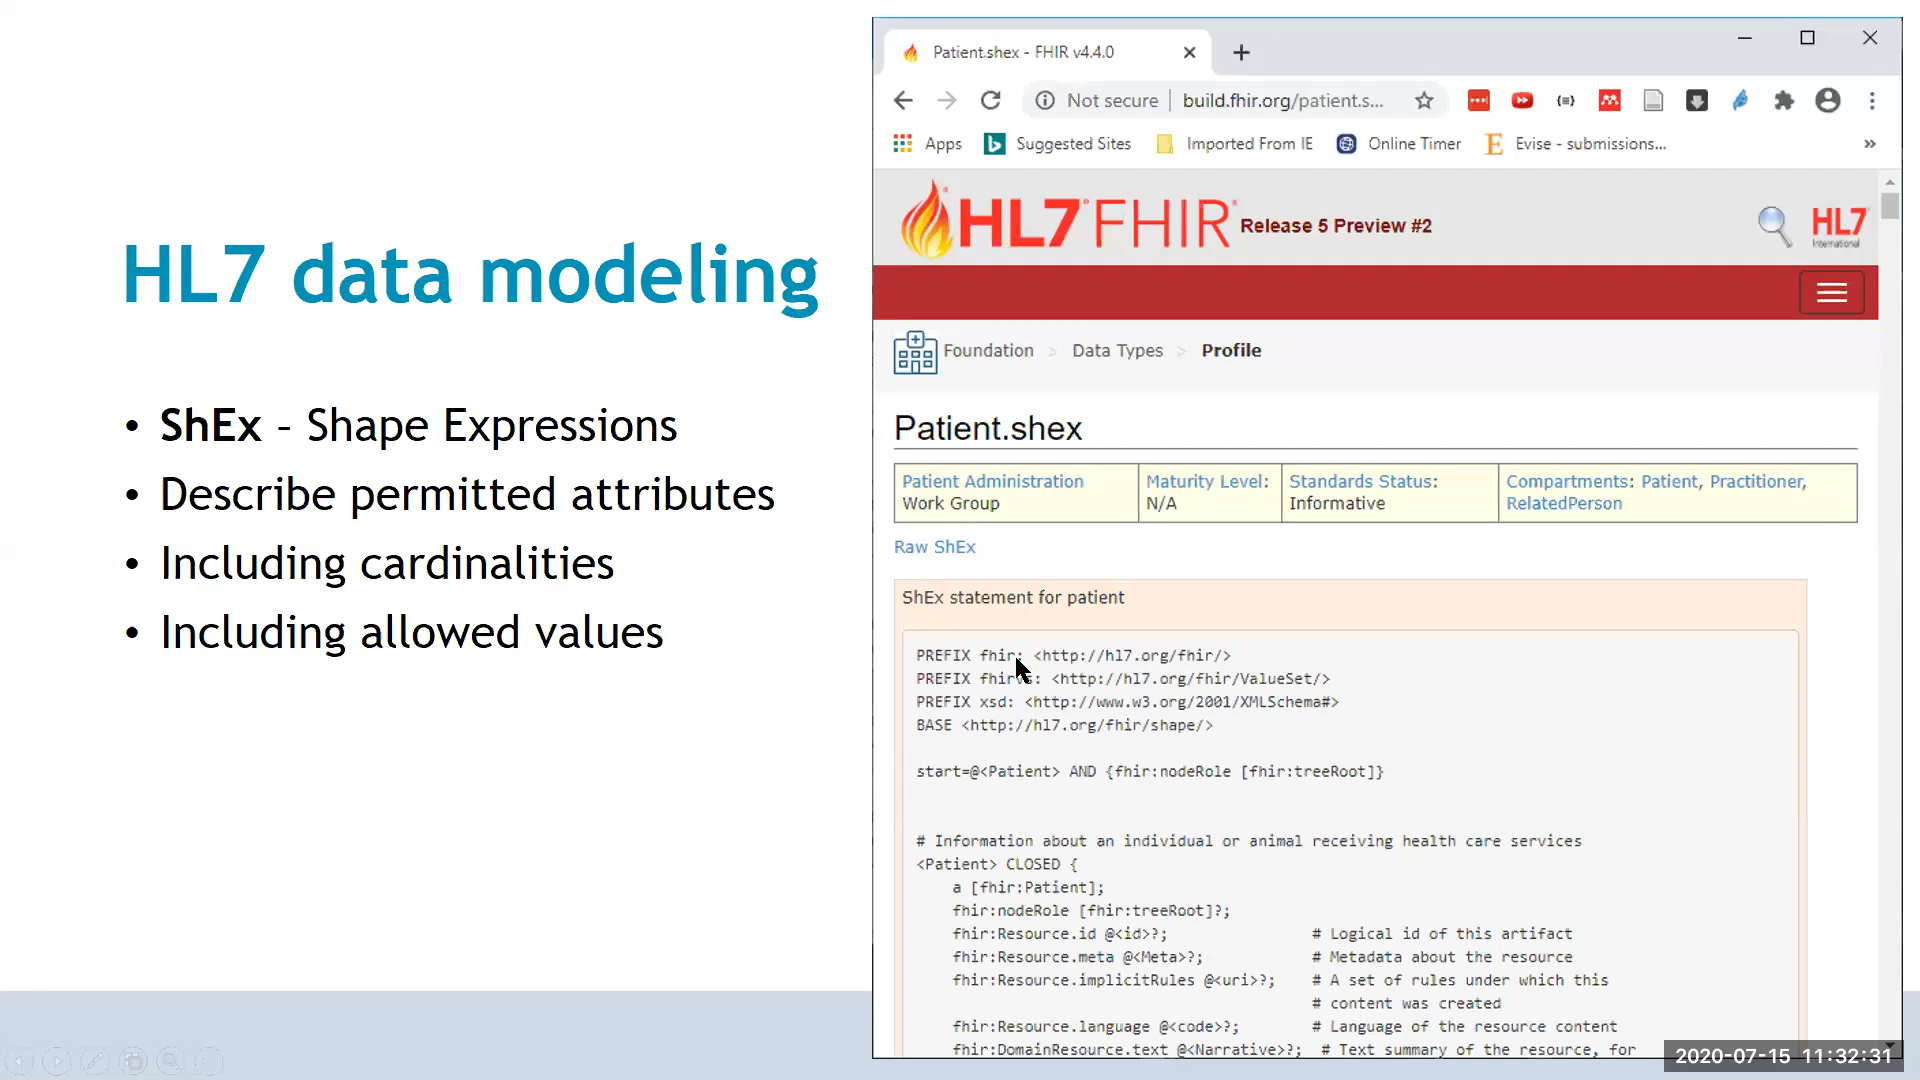 HL7 data modeling
• ShEx – Shape Expressions
• Describe permitted attributes
• Including cardinalities
• Including allowed values
Patient.shex - FHIR v4.4.0
Not secure | build.fhir.org/patient.s...
Apps Suggested Sites Imported From IE Online Timer Evise - submissions... »
HL7 FHIR Release 5 Preview #2
HL7 International
Foundation > Data Types > Profile
Patient.shex
Patient Administration Work Group
Maturity Level: N/A
Standards Status: Informative
Compartments: Patient, Practitioner, RelatedPerson
Raw ShEx
ShEx statement for patient
PREFIX fhir: <http://hl7.org/fhir/>
PREFIX : <http://hl7.org/fhir/ValueSet/>
PREFIX xsd: <http://www.w3.org/2001/XMLSchema#>
BASE <http://hl7.org/fhir/shape/>
start=@<Patient> AND {fhir:nodeRole [fhir:treeRoot]}
# Information about an individual or animal receiving health care services
<Patient> CLOSED {
a [fhir:Patient];
fhir:nodeRole [fhir:treeRoot]?;
fhir:Resource.id @<id>?; # Logical id of this artifact
fhir:Resource.meta @<Meta>?; # Metadata about the resource
fhir:Resource.implicitRules @<uri>?; # A set of rules under which this
# content was created
fhir:Resource.language @<code>?; # Language of the resource content
fhir:DomainResource.text @<Narrative>?; # Text summary of the resource, for
2020-07-15 11:32:31